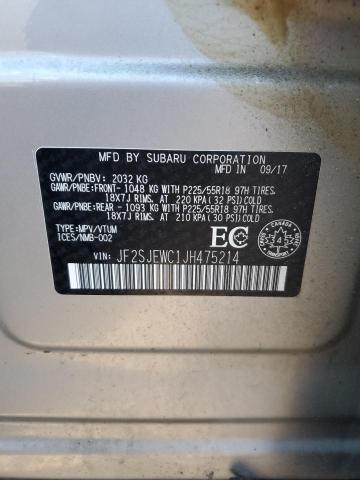 MFD BY SUBARU CORPORATION
MFD IN 09/17
GVWR/PNBV: 2032 KG
GAWR/PNBE:FRONT- 1048 KG WITH P225/55R18 97H TIRES,
18X7J RIMS, AT 220 KPA ( 32 PSI) COLD
GAWR/PNBE:REAR - 1093 KG WITH P225/55R18 97H TIRES,
18X7J RIMS, AT 210 KPA ( 30 PSI) COLD
TYPE:MPV/VTUM
ICES/NMB-002
EC
CANADA
4
VIN: JF2SJEWC1JH475214